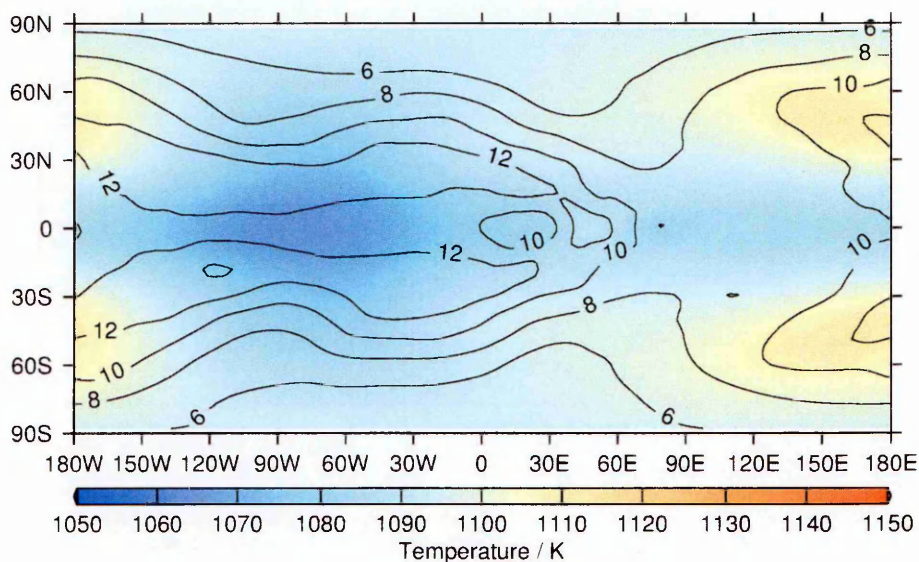 90N
60N
30N
0
30S
60S
90S
6 6 8 10 8 12 12 10 12 10 10 8 12 10 8 6 6
180W 150W 120W 90W 60W 30W 0 30E 60E 90E 120E 150E 180E
1050 1060 1070 1080 1090 1100 1110 1120 1130 1140 1150
Temperature / K